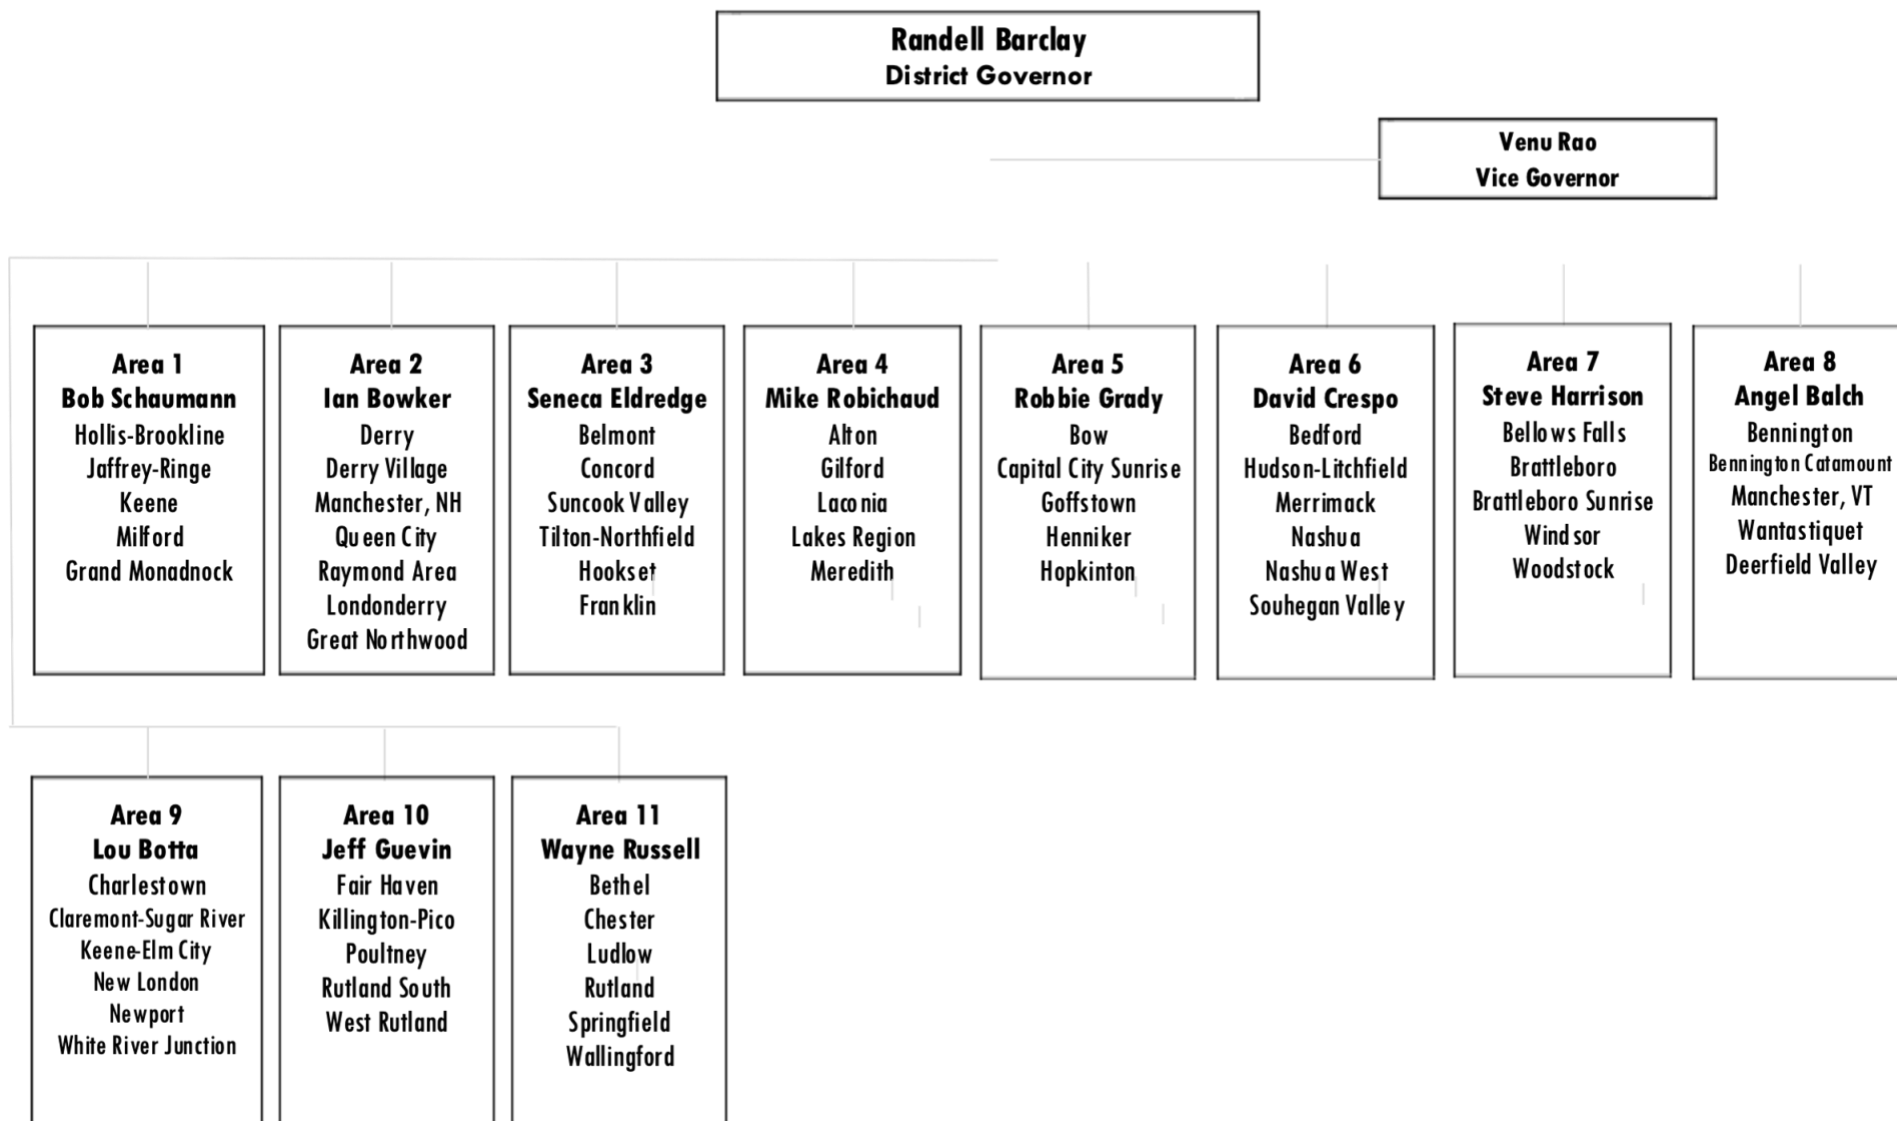 Randell Barclay
District Governor
Venu Rao
Vice Governor
Area 1
Bob Schaumann
Hollis-Brookline
Jaffrey-Ringe
Keene
Milford
Grand Monadnock
Area 2
Ian Bowker
Derry
Derry Village
Manchester, NH
Queen City
Raymond Area
Londonderry
Great Northwood
Area 3
Seneca Eldredge
Belmont
Concord
Suncook Valley
Tilton-Northfield
Hookset
Franklin
Area 4
Mike Robichaud
Alton
Gilford
Laconia
Lakes Region
Meredith
Area 5
Robbie Grady
Bow
Capital City Sunrise
Goffstown
Henniker
Hopkinton
Area 6
David Crespo
Bedford
Hudson-Litchfield
Merrimack
Nashua
Nashua West
Souhegan Valley
Area 7
Steve Harrison
Bellows Falls
Brattleboro
Brattleboro Sunrise
Windsor
Woodstock
Area 8
Angel Balch
Bennington
Bennington Catamount
Manchester, VT
Wantastiquet
Deerfield Valley
Area 9
Lou Botta
Charlestown
Claremont-Sugar River
Keene-Elm City
New London
Newport
White River Junction
Area 10
Jeff Guevin
Fair Haven
Killington-Pico
Poultney
Rutland South
West Rutland
Area 11
Wayne Russell
Bethel
Chester
Ludlow
Rutland
Springfield
Wallingford